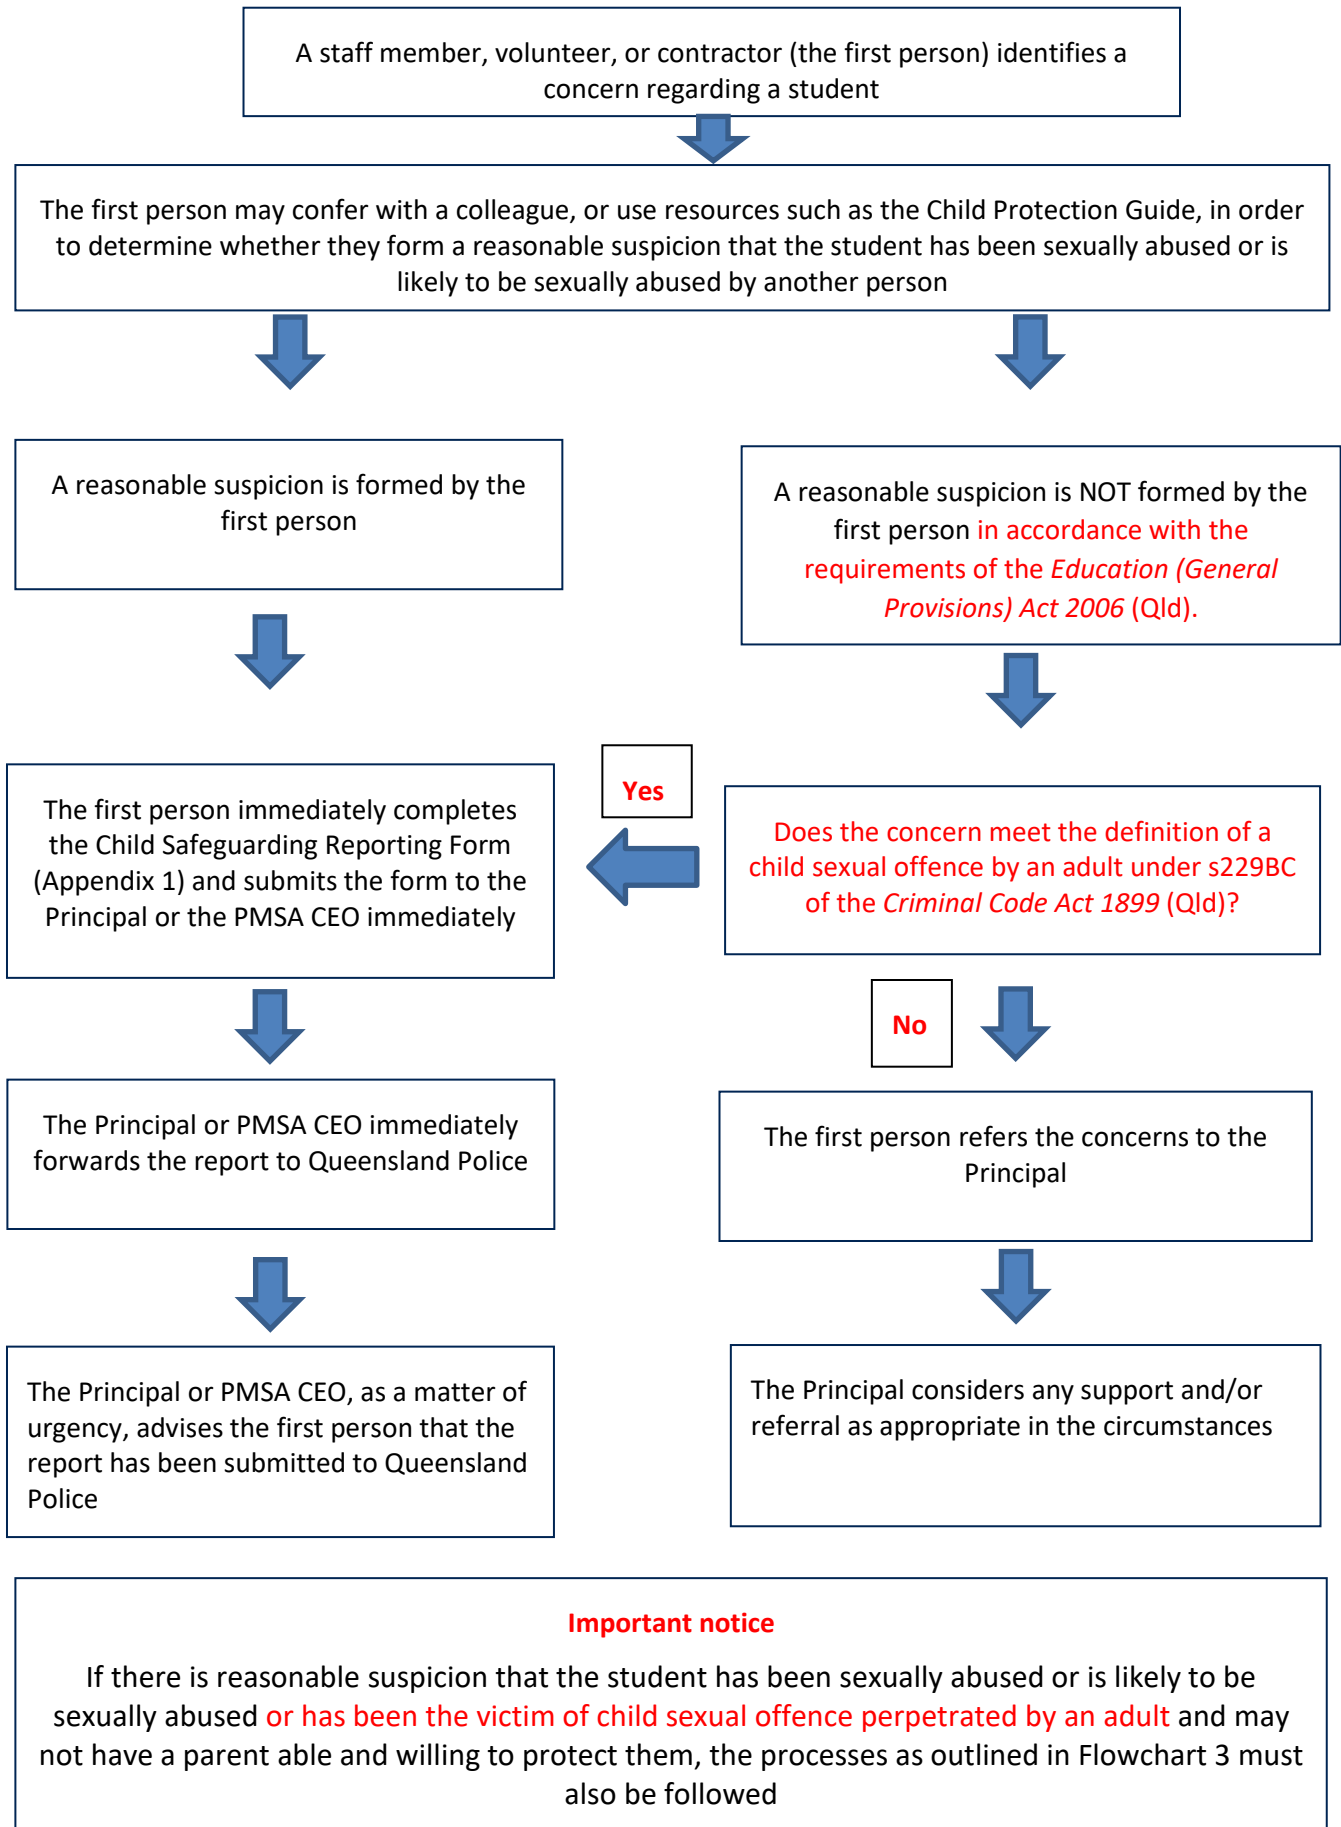 A staff member, volunteer, or contractor (the first person) identifies a
concern regarding a student
The first person may confer with a colleague, or use resources such as the Child Protection Guide, in order
to determine whether they form a reasonable suspicion that the student has been sexually abused or is
likely to be sexually abused by another person
A reasonable suspicion is formed by the
first person
A reasonable suspicion is NOT formed by the
first person in accordance with the
requirements of the Education (General
Provisions) Act 2006 (Qld).
The first person immediately completes
the Child Safeguarding Reporting Form
(Appendix 1) and submits the form to the
Principal or the PMSA CEO immediately
Yes
Does the concern meet the definition of a
child sexual offence by an adult under s229BC
of the Criminal Code Act 1899 (Qld)?
No
The Principal or PMSA CEO immediately
forwards the report to Queensland Police
The first person refers the concerns to the
Principal
The Principal or PMSA CEO, as a matter of
urgency, advises the first person that the
report has been submitted to Queensland
Police
The Principal considers any support and/or
referral as appropriate in the circumstances
Important notice
If there is reasonable suspicion that the student has been sexually abused or is likely to be
sexually abused or has been the victim of child sexual offence perpetrated by an adult and may
not have a parent able and willing to protect them, the processes as outlined in Flowchart 3 must
also be followed